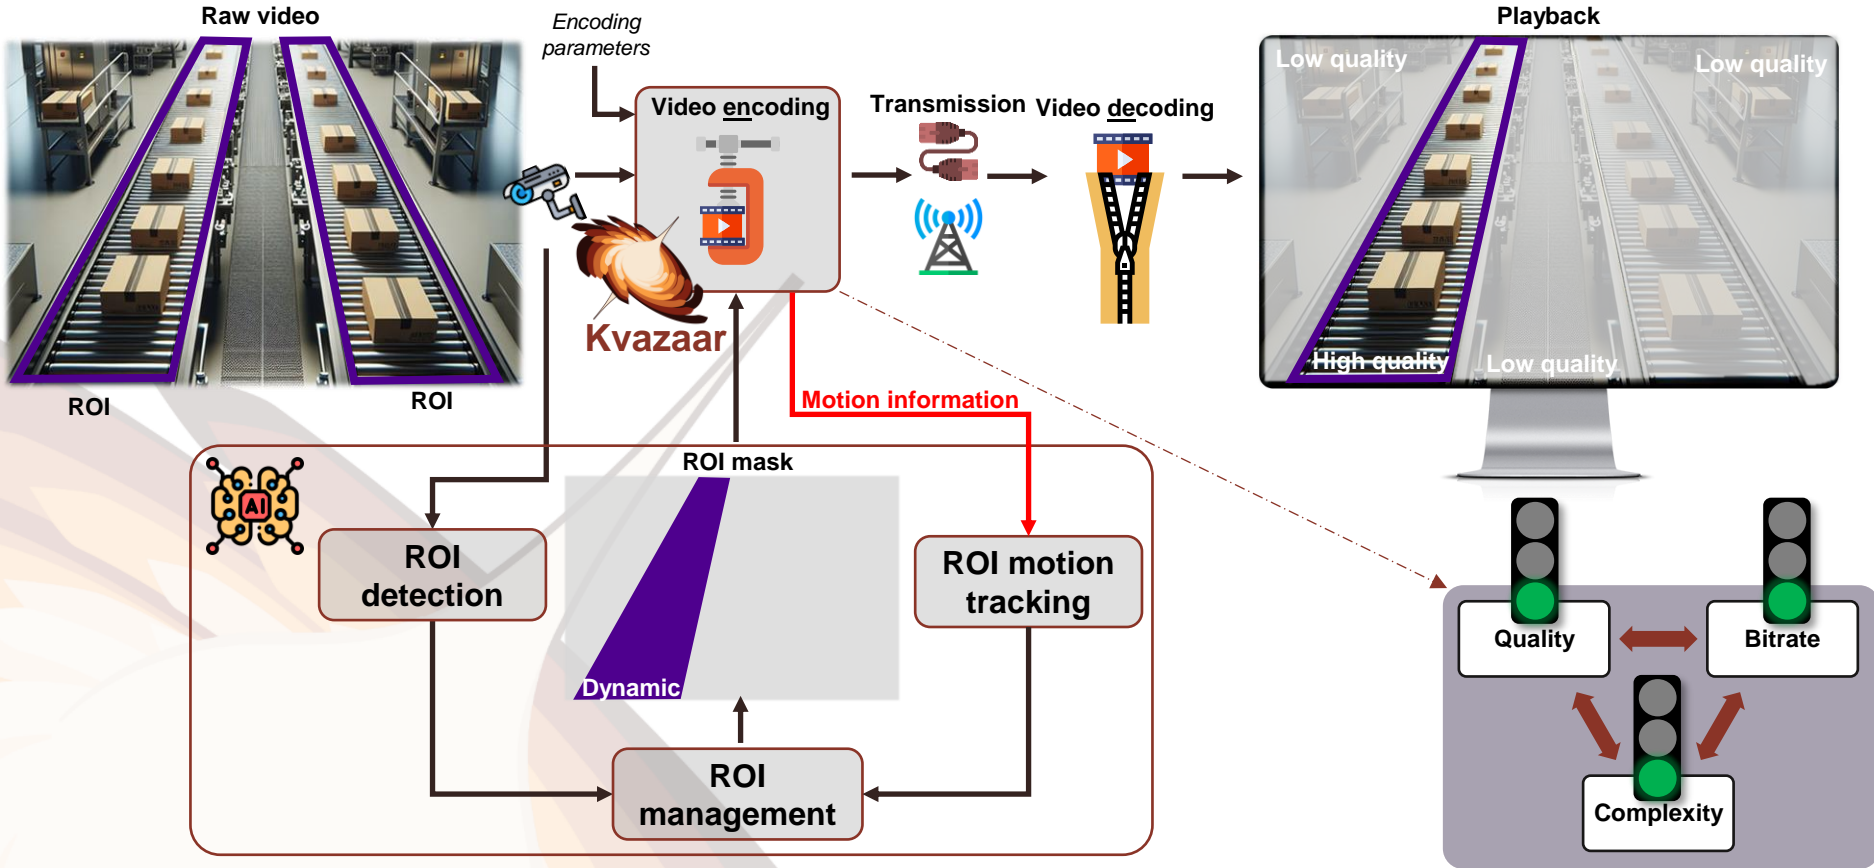 Raw video
Encoding
parameters
Playback
Low quality
Low quality
Video encoding
Transmission
Video decoding
Kvazaar
High quality
Low quality
ROI
ROI
Motion information
ROI mask
AI
ROI
detection
ROI motion
tracking
Dynamic
ROI
management
Quality
Bitrate
Complexity